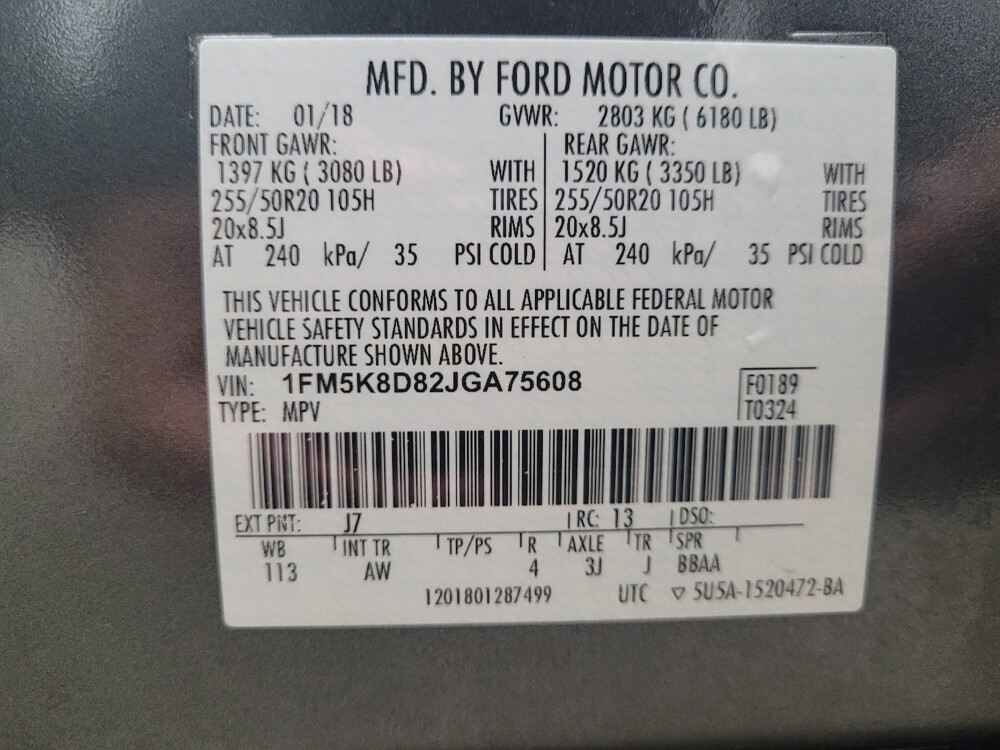 MFD. BY FORD MOTOR CO.
DATE: 01/18 GVWR: 2803 KG ( 6180 LB)
FRONT GAWR: REAR GAWR:
1397 KG ( 3080 LB) WITH 1520 KG ( 3350 LB) WITH
255/50R20 105H TIRES 255/50R20 105H TIRES
20x8.5J RIMS 20x8.5J RIMS
AT 240 kPa/ 35 PSI COLD AT 240 kPa/ 35 PSI COLD
THIS VEHICLE CONFORMS TO ALL APPLICABLE FEDERAL MOTOR
VEHICLE SAFETY STANDARDS IN EFFECT ON THE DATE OF
MANUFACTURE SHOWN ABOVE.
VIN: 1FM5K8D82JGA75608 F0189
TYPE: MPV T0324
EXT PNT: J7 RC: 13 DSO:
WB INT TR TP/PS R AXLE TR SPR
113 AW 4 3J J BBAA
1201801287499 UTC ▽ 5U5A-1520472-BA